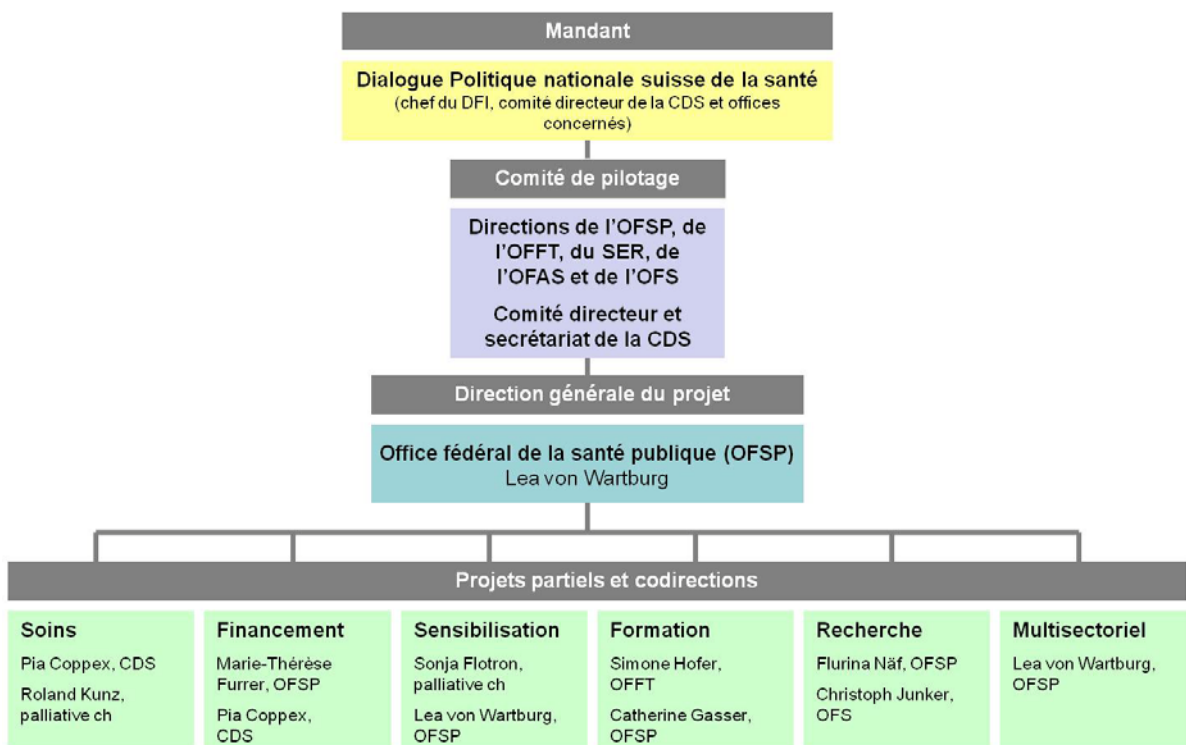 Mandant
Dialogue Politique nationale suisse de la santé
(chef du DFI, comité directeur de la CDS et offices
concernés)
Comité de pilotage
Directions de l'OFSP, de
l'OFFT, du SER, de
l'OFAS et de l'OFS
Comité directeur et
secrétariat de la CDS
Direction générale du projet
Office fédéral de la santé publique (OFSP)
Lea von Wartburg
Projets partiels et codirections
Soins
Pia Coppex, CDS
Roland Kunz,
palliative ch
Financement
Marie-Thérèse
Furrer, OFSP
Pia Coppex,
CDS
Sensibilisation
Sonja Flotron,
palliative ch
Lea von Wartburg,
OFSP
Formation
Simone Hofer,
OFFT
Catherine Gasser,
OFSP
Recherche
Flurina Näf, OFSP
Christoph Junker,
OFS
Multisectoriel
Lea von Wartburg,
OFSP